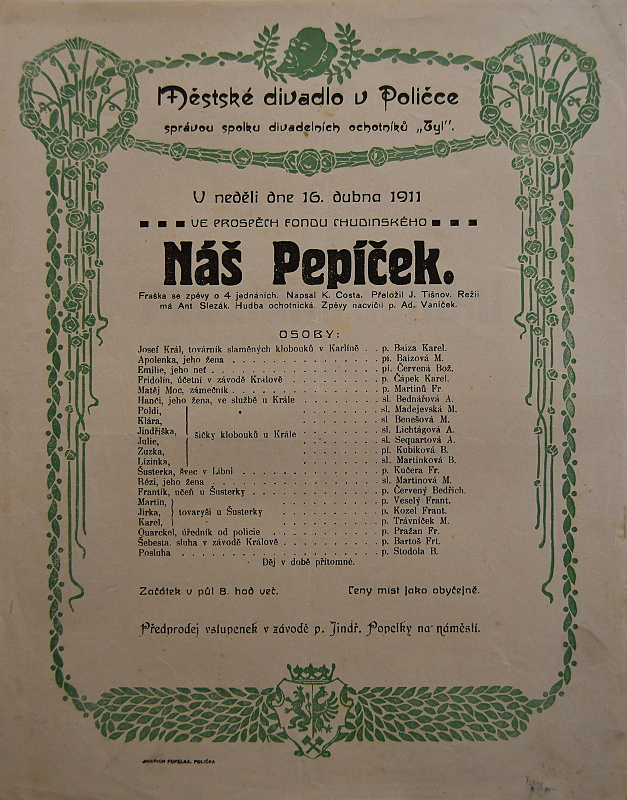 Městské divadlo v Poličce
správou spolku divadelních ochotníků „Tyl".
V neděli dne 16. dubna 1911
VE PROSPĚCH FONDU CHUDINSKÉHO
Náš Pepíček.
Fraška se zpěvy o 4 jednáních. Napsal K. Costa. Přeložil J. Tišnov. Režii
má Ant Slezák. Hudba ochotnická. Zpěvy nacvičil p. Ad. Vaníček.
OSOBY:
Josef Král, továrník slaměných klobouků v Karlíně . . p. Baiza Karel.
Apolenka, jeho žena . . . . . . . . . . pí. Baizová M.
Emilie, jeho neť . . . . . . . . . . pí. Červená Bož.
Fridolín, účetní v závodě Králově . . . . . . p. Čápek Karel.
Matěj Moc, zámečník . . . . . . . . . . p. Martinů Fr.
Hančí, jeho žena, ve službě u Krále . . . . . . sl. Bednářová A.
Poldi, . . . . . . sl. Madejevská M.
Klára, . . . . . . sl Benešová M.
Jindřiška, . . . . . . sl. Lichtágová A.
šičky klobouků u Krále
Julie, . . . . . . sl. Sequartová A.
Zuzka, . . . . . . pí. Kubíková B.
Lízinka, . . . . . . sl. Martinková B.
Šusterka, švec v Libni . . . . . . . . . p. Kučera Fr.
Rézi, jeho žena . . . . . . . . . . sl. Martinová M.
Frantík, učeň u Šusterky . . . . . . . . p. Červený Bedřich.
Martin, . . . . . . p. Veselý Frant.
Jirka, tovaryši u Šusterky . . . . . . p. Kozel Frant.
Karel, . . . . . . p. Trávníček M.
Quarckel, úředník od policie . . . . . . . p. Pražan Fr.
Šebesta, sluha v závodě Králově . . . . . . p. Bartoš Frt.
Posluha . . . . . . . . . . . p. Stodola B.
Děj v době přítomné.
Začátek v půl 8. hod več. Ceny míst jako obyčejně.
Předprodej vstupenek v závodě p. Jindř. Popelky na náměstí.
JINDŘICH POPELKA, POLIČKA